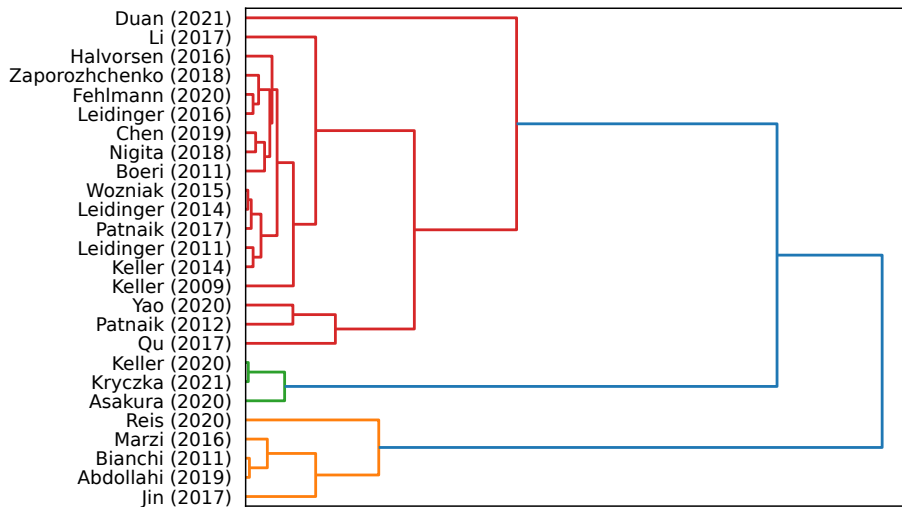 Duan (2021)
Li (2017)
Halvorsen (2016)
Zaporozhchenko (2018)
Fehlmann (2020)
Leidinger (2016)
Chen (2019)
Nigita (2018)
Boeri (2011)
Wozniak (2015)
Leidinger (2014)
Patnaik (2017)
Leidinger (2011)
Keller (2014)
Keller (2009)
Yao (2020)
Patnaik (2012)
Qu (2017)
Keller (2020)
Kryczka (2021)
Asakura (2020)
Reis (2020)
Marzi (2016)
Bianchi (2011)
Abdollahi (2019)
Jin (2017)